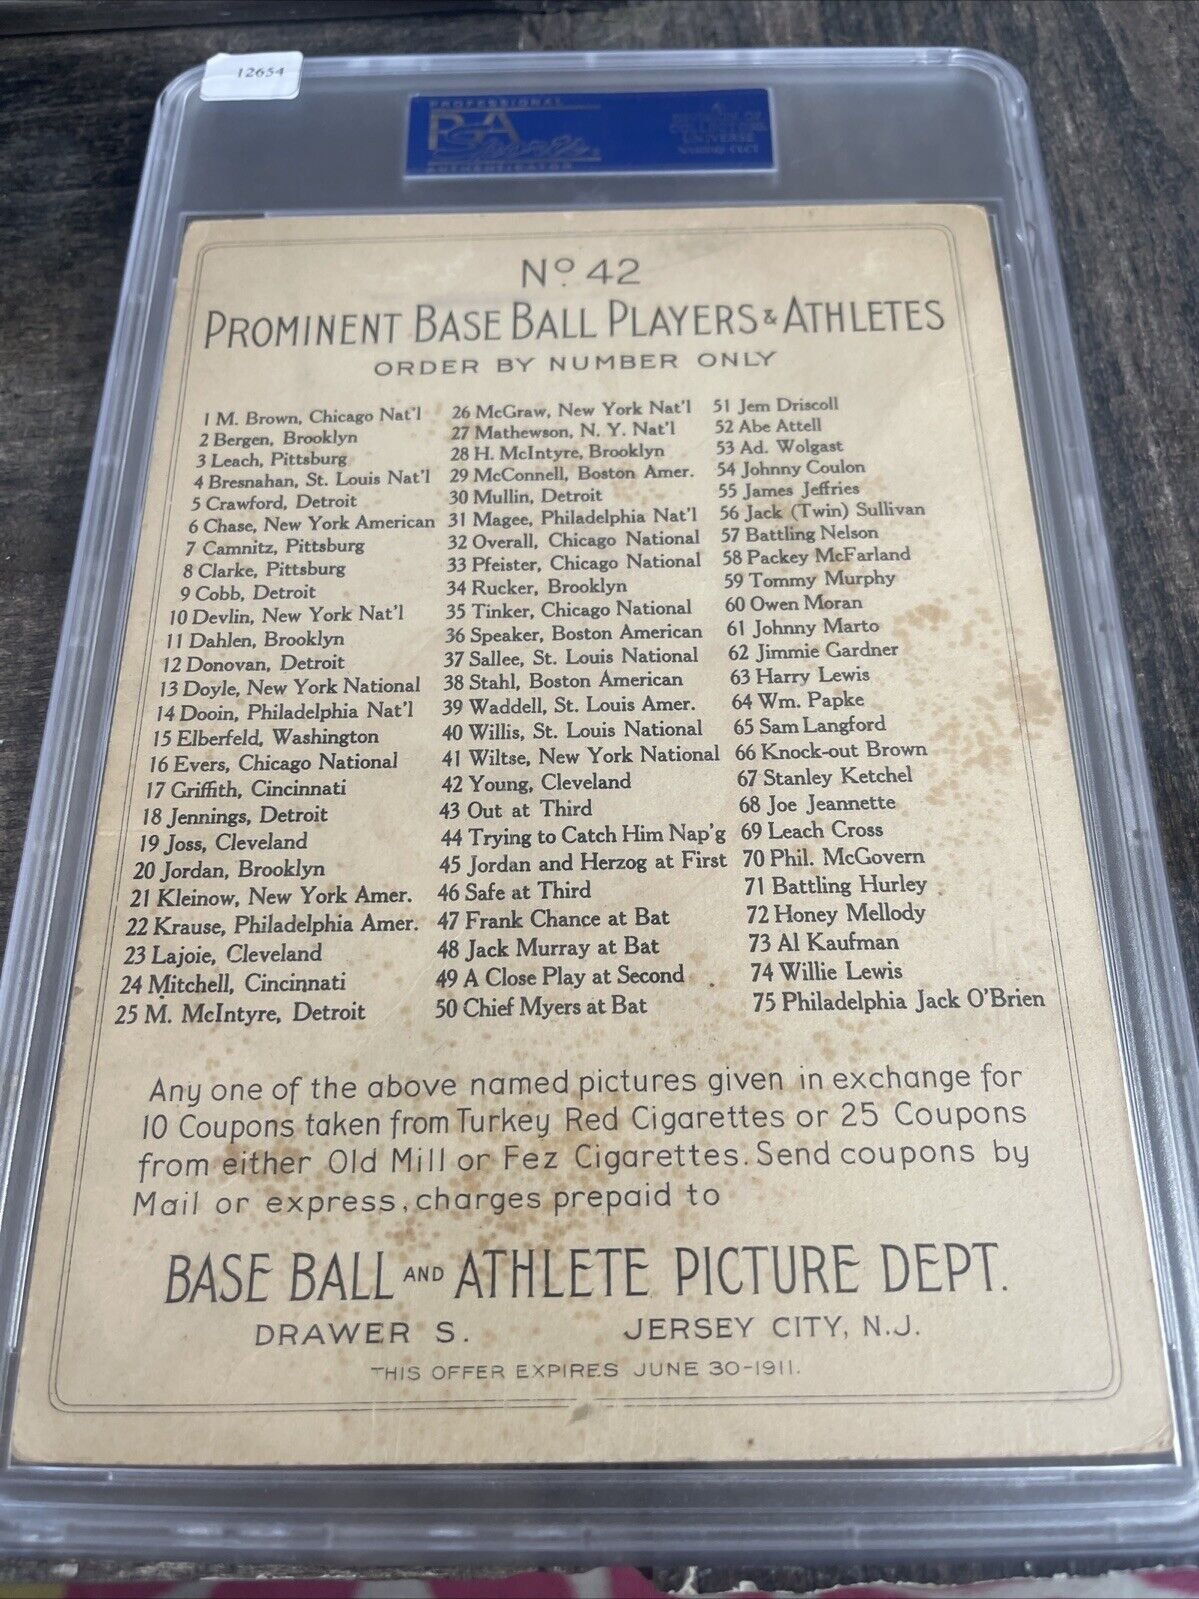 12654
PROFESSIONAL
PSA
Sports
AUTHENTICATOR
A
DIVISION OF
COLLECTORS
UNIVERSE
NASDAQ: CLCT
No. 42
PROMINENT BASE BALL PLAYERS & ATHLETES
ORDER BY NUMBER ONLY
1 M. Brown, Chicago Nat'l
2 Bergen, Brooklyn
3 Leach, Pittsburg
4 Bresnahan, St. Louis Nat'l
5 Crawford, Detroit
6 Chase, New York American
7 Camnitz, Pittsburg
8 Clarke, Pittsburg
9 Cobb, Detroit
10 Devlin, New York Nat'l
11 Dahlen, Brooklyn
12 Donovan, Detroit
13 Doyle, New York National
14 Dooin, Philadelphia Nat'l
15 Elberfeld, Washington
16 Evers, Chicago National
17 Griffith, Cincinnati
18 Jennings, Detroit
19 Joss, Cleveland
20 Jordan, Brooklyn
21 Kleinow, New York Amer.
22 Krause, Philadelphia Amer.
23 Lajoie, Cleveland
24 Mitchell, Cincinnati
25 M. McIntyre, Detroit
26 McGraw, New York Nat'l
27 Mathewson, N. Y. Nat'l
28 H. McIntyre, Brooklyn
29 McConnell, Boston Amer.
30 Mullin, Detroit
31 Magee, Philadelphia Nat'l
32 Overall, Chicago National
33 Pfeister, Chicago National
34 Rucker, Brooklyn
35 Tinker, Chicago National
36 Speaker, Boston American
37 Sallee, St. Louis National
38 Stahl, Boston American
39 Waddell, St. Louis Amer.
40 Willis, St. Louis National
41 Wiltse, New York National
42 Young, Cleveland
43 Out at Third
44 Trying to Catch Him Nap'g
45 Jordan and Herzog at First
46 Safe at Third
47 Frank Chance at Bat
48 Jack Murray at Bat
49 A Close Play at Second
50 Chief Myers at Bat
51 Jem Driscoll
52 Abe Attell
53 Ad. Wolgast
54 Johnny Coulon
55 James Jeffries
56 Jack (Twin) Sullivan
57 Battling Nelson
58 Packey McFarland
59 Tommy Murphy
60 Owen Moran
61 Johnny Marto
62 Jimmie Gardner
63 Harry Lewis
64 Wm. Papke
65 Sam Langford
66 Knock-out Brown
67 Stanley Ketchel
68 Joe Jeannette
69 Leach Cross
70 Phil. McGovern
71 Battling Hurley
72 Honey Mellody
73 Al Kaufman
74 Willie Lewis
75 Philadelphia Jack O'Brien
Any one of the above named pictures given in exchange for
10 Coupons taken from Turkey Red Cigarettes or 25 Coupons
from either Old Mill or Fez Cigarettes. Send coupons by
Mail or express, charges prepaid to
BASE BALL AND ATHLETE PICTURE DEPT.
DRAWER S. JERSEY CITY, N.J.
THIS OFFER EXPIRES JUNE 30-1911.